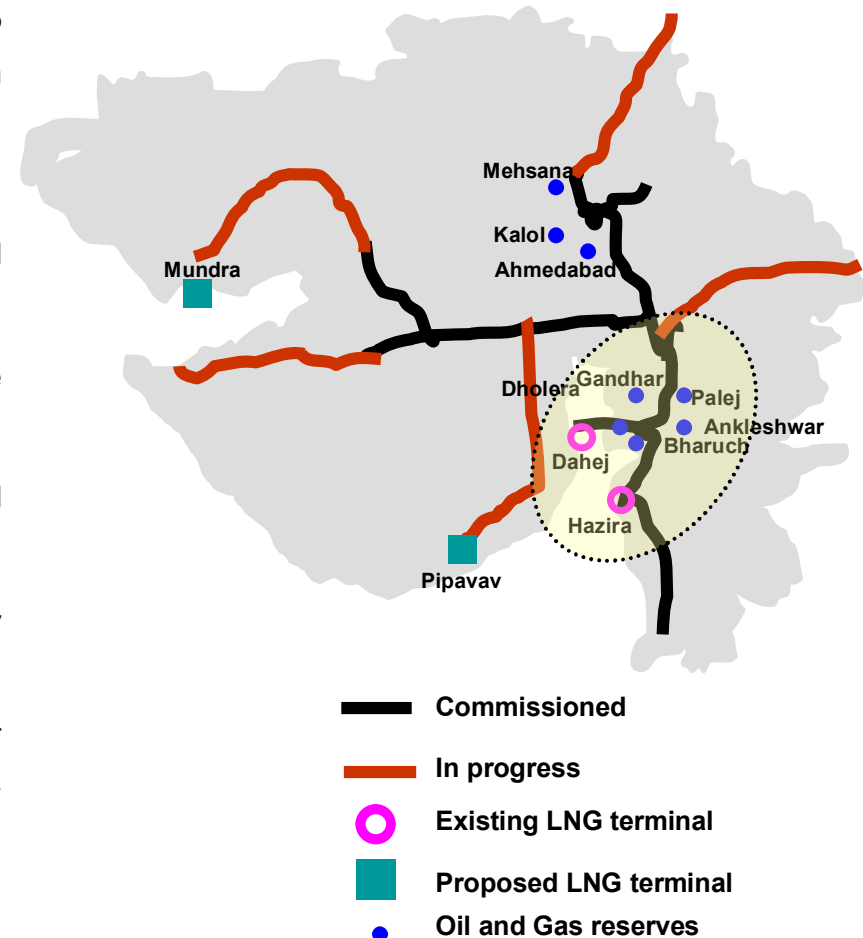 Mehsana
Kalol
Ahmedabad
Mundra
Dholera
Gandhar
Palej
Ankleshwar
Bharuch
Dahej
Hazira
Pipavav
Commissioned
In progress
Existing LNG terminal
Proposed LNG terminal
Oil and Gas reserves